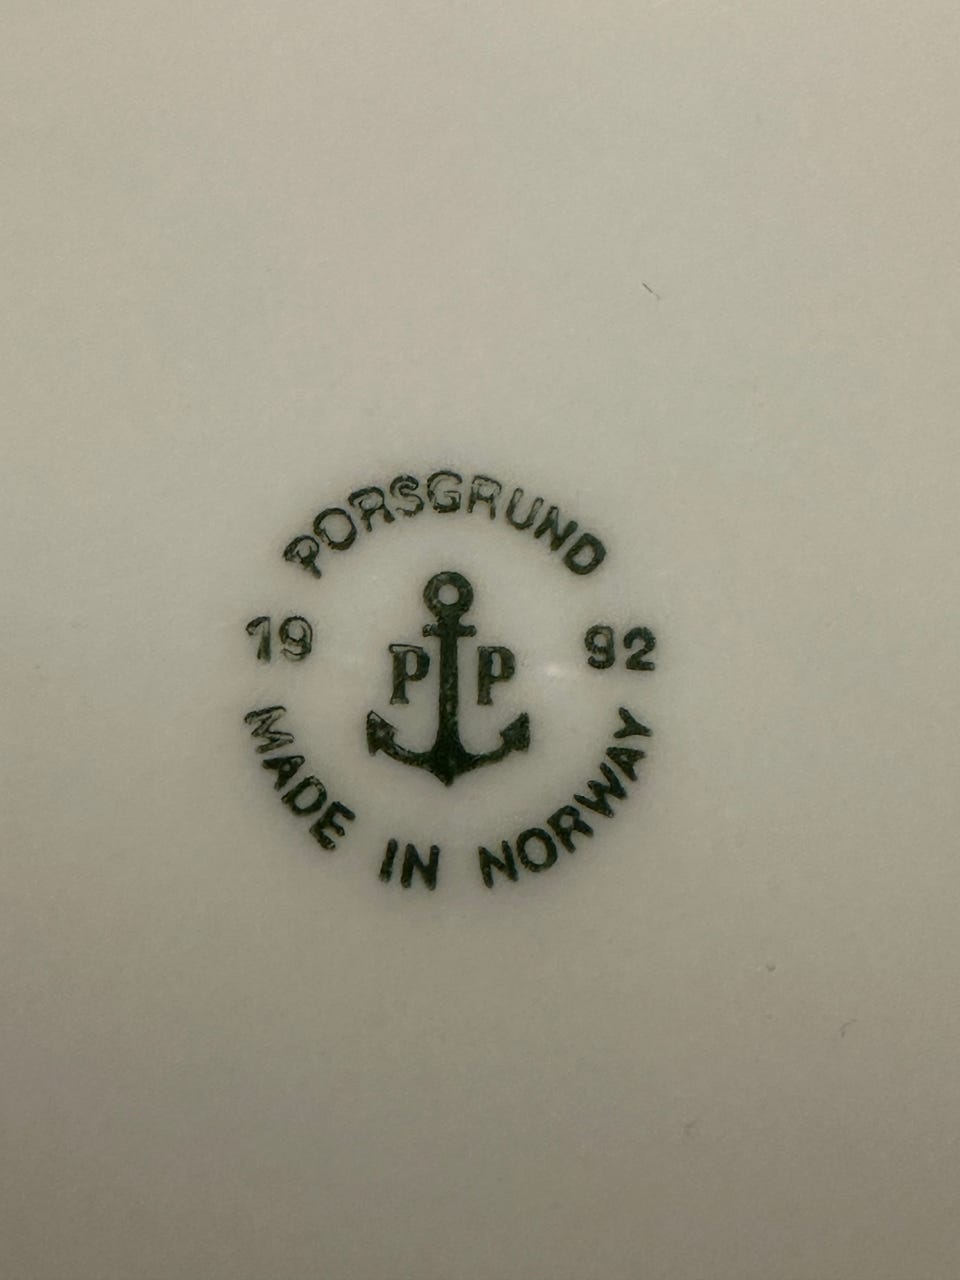 PORSGRUND
19 92
P P
MADE IN NORWAY